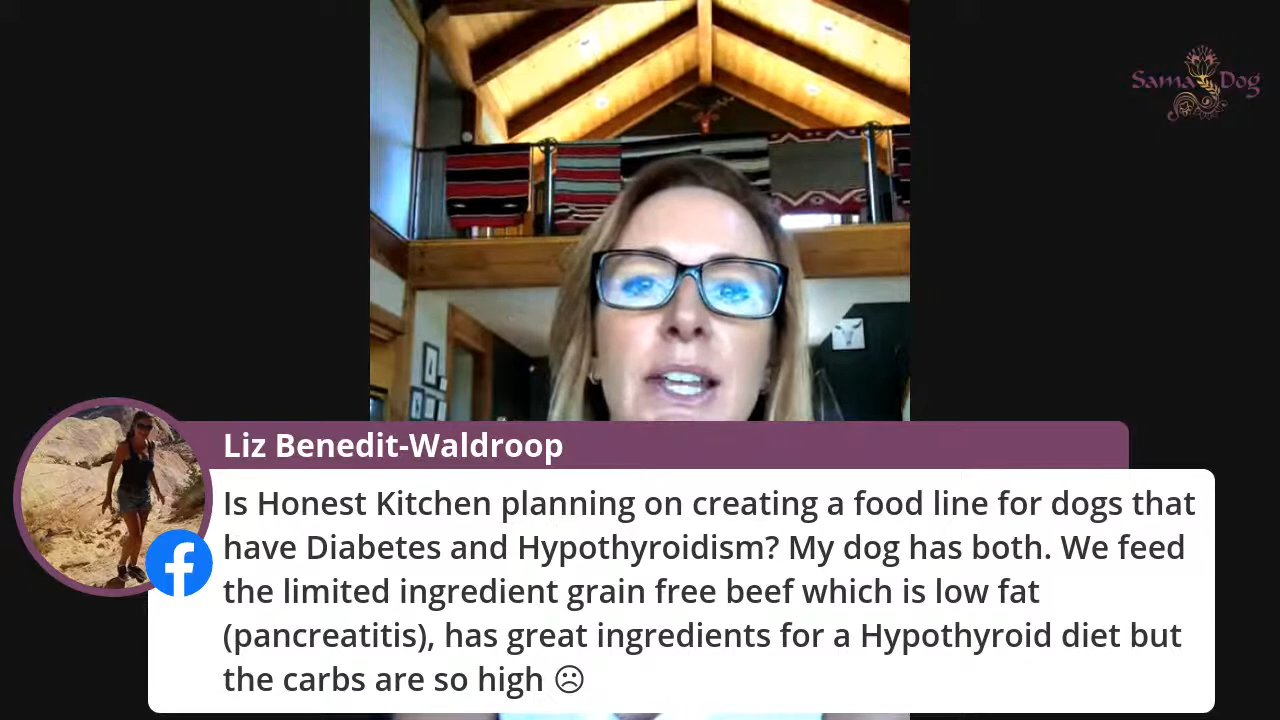 Sama Dog
Liz Benedit-Waldroop
Is Honest Kitchen planning on creating a food line for dogs that
have Diabetes and Hypothyroidism? My dog has both. We feed
the limited ingredient grain free beef which is low fat
(pancreatitis), has great ingredients for a Hypothyroid diet but
the carbs are so high ☹